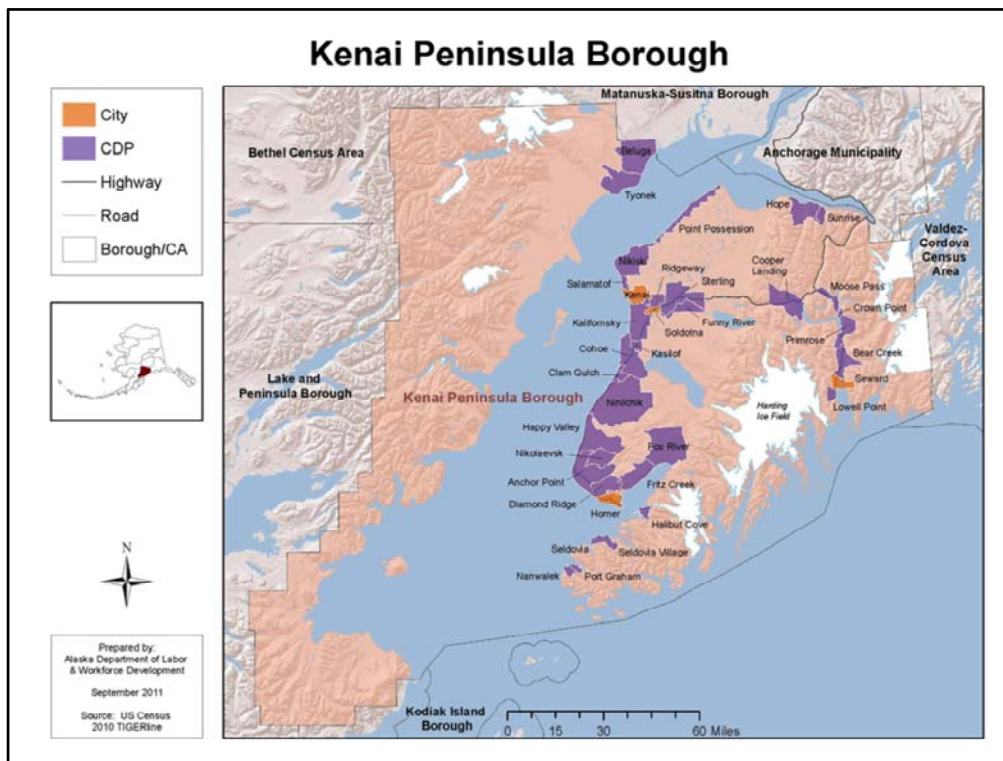 Kenai Peninsula Borough
City
CDP
Highway
Road
Borough/CA
Matanuska-Susitna Borough
Bethel Census Area
Anchorage Municipality
Beluga
Tyonek
Hope
Sunrise
Point Possession
Valdez-
Cordova
Census
Area
Nikiski
Ridgeway
Cooper
Landing
Sterling
Moose Pass
Salamatof
Kenai
Crown Point
Kalifornsky
Funny River
Soldotna
Primrose
Cohoe
Kasilof
Bear Creek
Clam Gulch
Seward
Lake and
Peninsula Borough
Kenai Peninsula Borough
Ninilchik
Harding
Ice Field
Lowell Point
Happy Valley
Fox River
Nikolaevsk
Anchor Point
Fritz Creek
Diamond Ridge
Homer
Halibut Cove
Seldovia
Seldovia Village
Nanwalek
Port Graham
N
Prepared by:
Alaska Department of Labor
& Workforce Development
September 2011
Source: US Census
2010 TIGERline
Kodiak Island
Borough
0 30 60 Miles